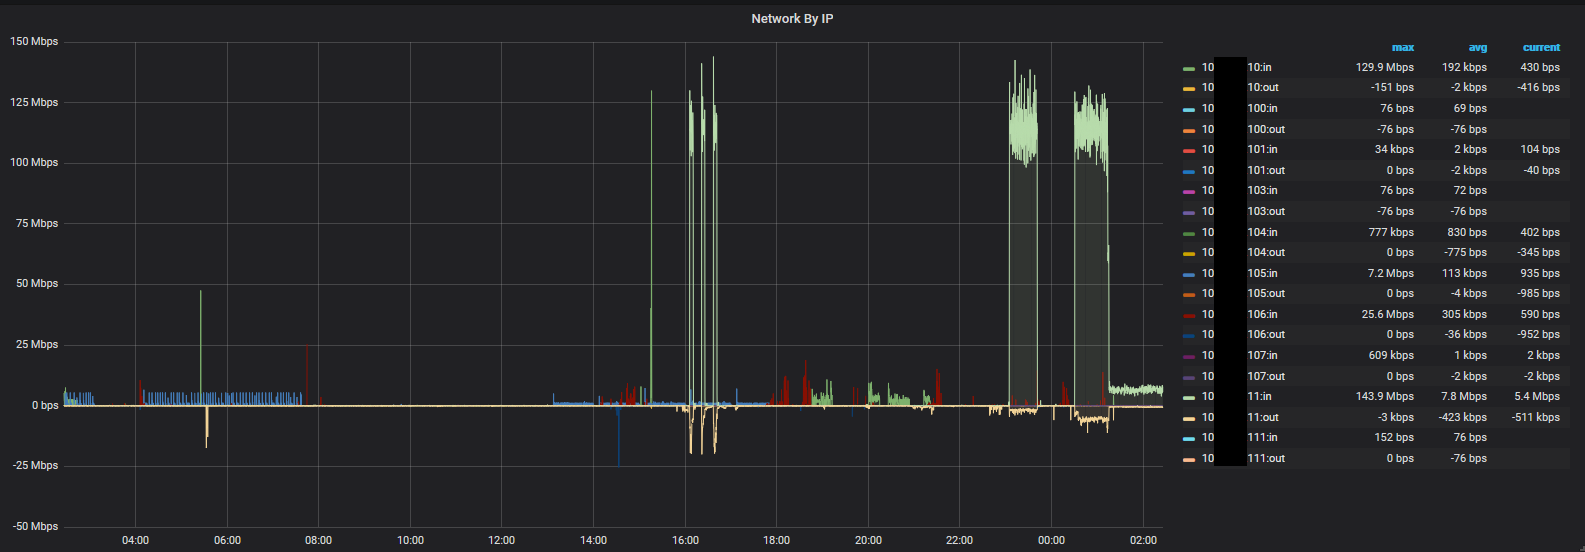 Network By IP
150 Mbps
125 Mbps
100 Mbps
75 Mbps
50 Mbps
25 Mbps
0 bps
-25 Mbps
-50 Mbps
04:00 06:00 08:00 10:00 12:00 14:00 16:00 18:00 20:00 22:00 00:00 02:00
max avg current
10 10:in 129.9 Mbps 192 kbps 430 bps
10 10:out -151 bps -2 kbps -416 bps
10 100:in 76 bps 69 bps
10 100:out -76 bps -76 bps
10 101:in 34 kbps 2 kbps 104 bps
10 101:out 0 bps -2 kbps -40 bps
10 103:in 76 bps 72 bps
10 103:out -76 bps -76 bps
10 104:in 777 kbps 830 bps 402 bps
10 104:out 0 bps -775 bps -345 bps
10 105:in 7.2 Mbps 113 kbps 935 bps
10 105:out 0 bps -4 kbps -985 bps
10 106:in 25.6 Mbps 305 kbps 590 bps
10 106:out 0 bps -36 kbps -952 bps
10 107:in 609 kbps 1 kbps 2 kbps
10 107:out 0 bps -2 kbps -2 kbps
10 11:in 143.9 Mbps 7.8 Mbps 5.4 Mbps
10 11:out -3 kbps -423 kbps -511 kbps
10 111:in 152 bps 76 bps
10 111:out 0 bps -76 bps